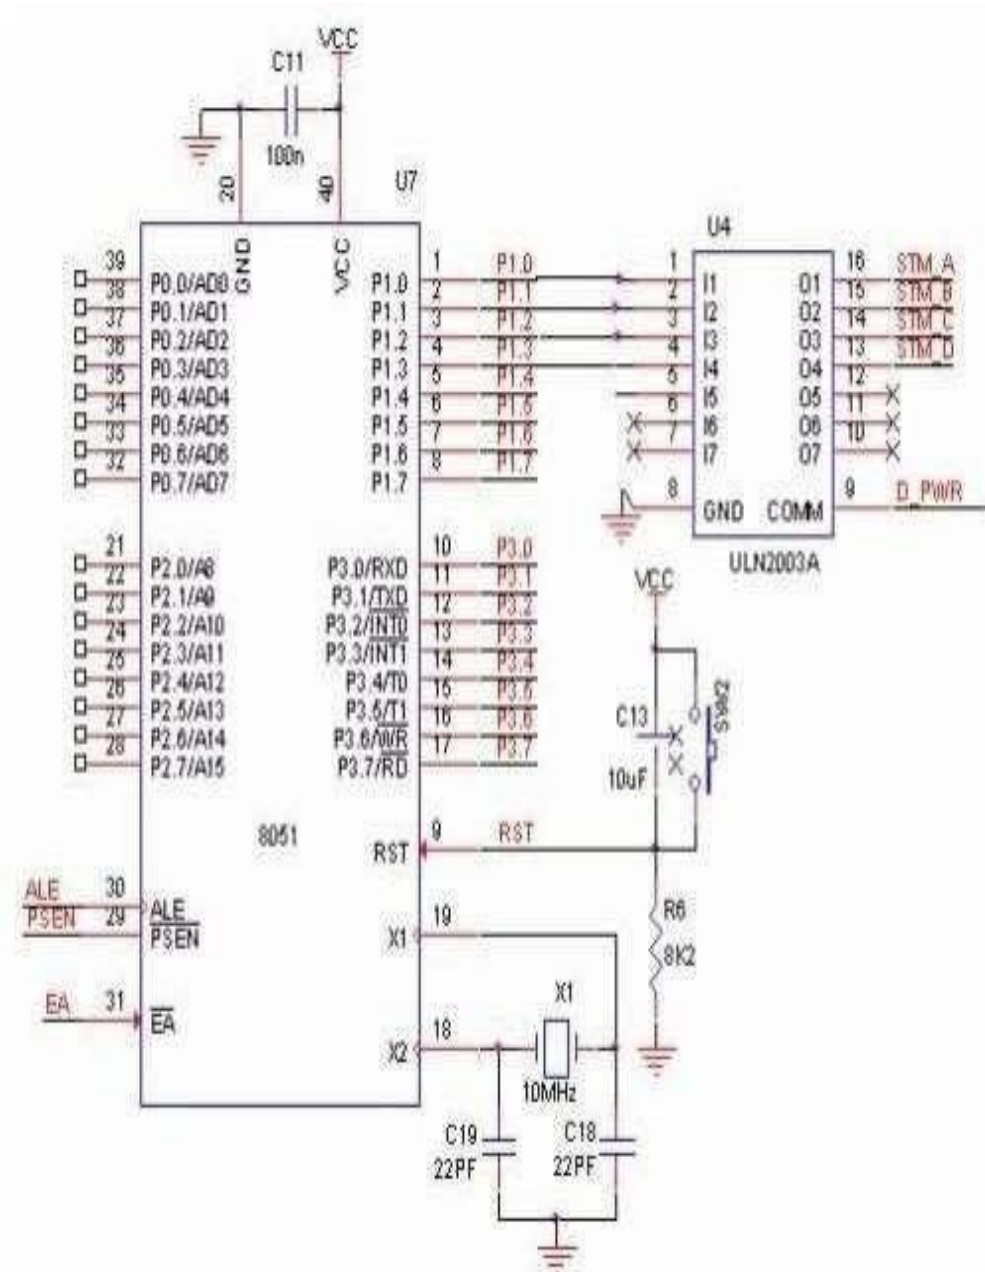 VCC
C11
100n
20
40
U7
GND
VCC
39 P0.0/AD0
38 P0.1/AD1
37 P0.2/AD2
36 P0.3/AD3
35 P0.4/AD4
34 P0.5/AD5
33 P0.6/AD6
32 P0.7/AD7
21 P2.0/A8
22 P2.1/A9
23 P2.2/A10
24 P2.3/A11
25 P2.4/A12
26 P2.5/A13
27 P2.6/A14
28 P2.7/A15
P1.0 1 P1.0
P1.1 2 P1.1
P1.2 3 P1.2
P1.3 4 P1.3
P1.4 5 P1.4
P1.5 6 P1.5
P1.6 7 P1.6
P1.7 8 P1.7
P3.0/RXD 10 P3.0
P3.1/TXD 11 P3.1
P3.2/INT0 12 P3.2
P3.3/INT1 13 P3.3
P3.4/T0 14 P3.4
P3.5/T1 15 P3.5
P3.6/WR 16 P3.6
P3.7/RD 17 P3.7
8051
RST 9 RST
ALE 30 ALE
PSEN 29 PSEN
EA 31 EA
X1 19
X2 18
U4
1 I1 O1 16 STM_A
2 I2 O2 15 STM_B
3 I3 O3 14 STM_C
4 I4 O4 13 STM_D
5 I5 O5 12
6 I6 O6 11
7 I7 O7 10
8 GND COMM 9 D_PWR
ULN2003A
VCC
C13
10uF
SW2
R6
8K2
X1
10MHz
C19
22PF
C18
22PF